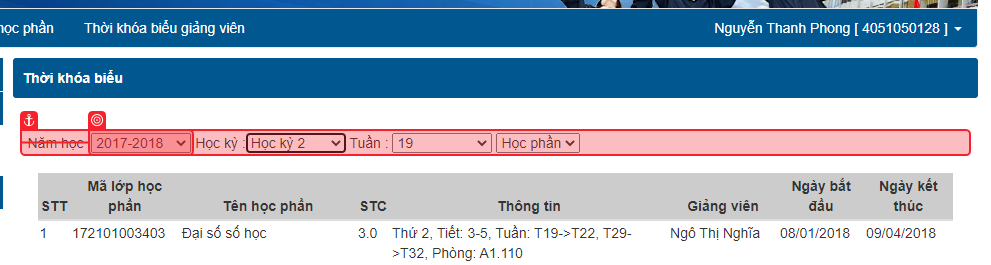 học phần Thời khóa biểu giảng viên Nguyễn Thanh Phong [ 4051050128 ]
Thời khóa biểu
Năm học 2017-2018 Học kỳ : Học kỳ 2 Tuần : 19 Học phần
STT Mã lớp học phần Tên học phần STC Thông tin Giảng viên Ngày bắt đầu Ngày kết thúc
1 172101003403 Đại số số học 3.0 Thứ 2, Tiết: 3-5, Tuần: T19->T22, T29-
>T32, Phòng: A1.110 Ngô Thị Nghĩa 08/01/2018 09/04/2018